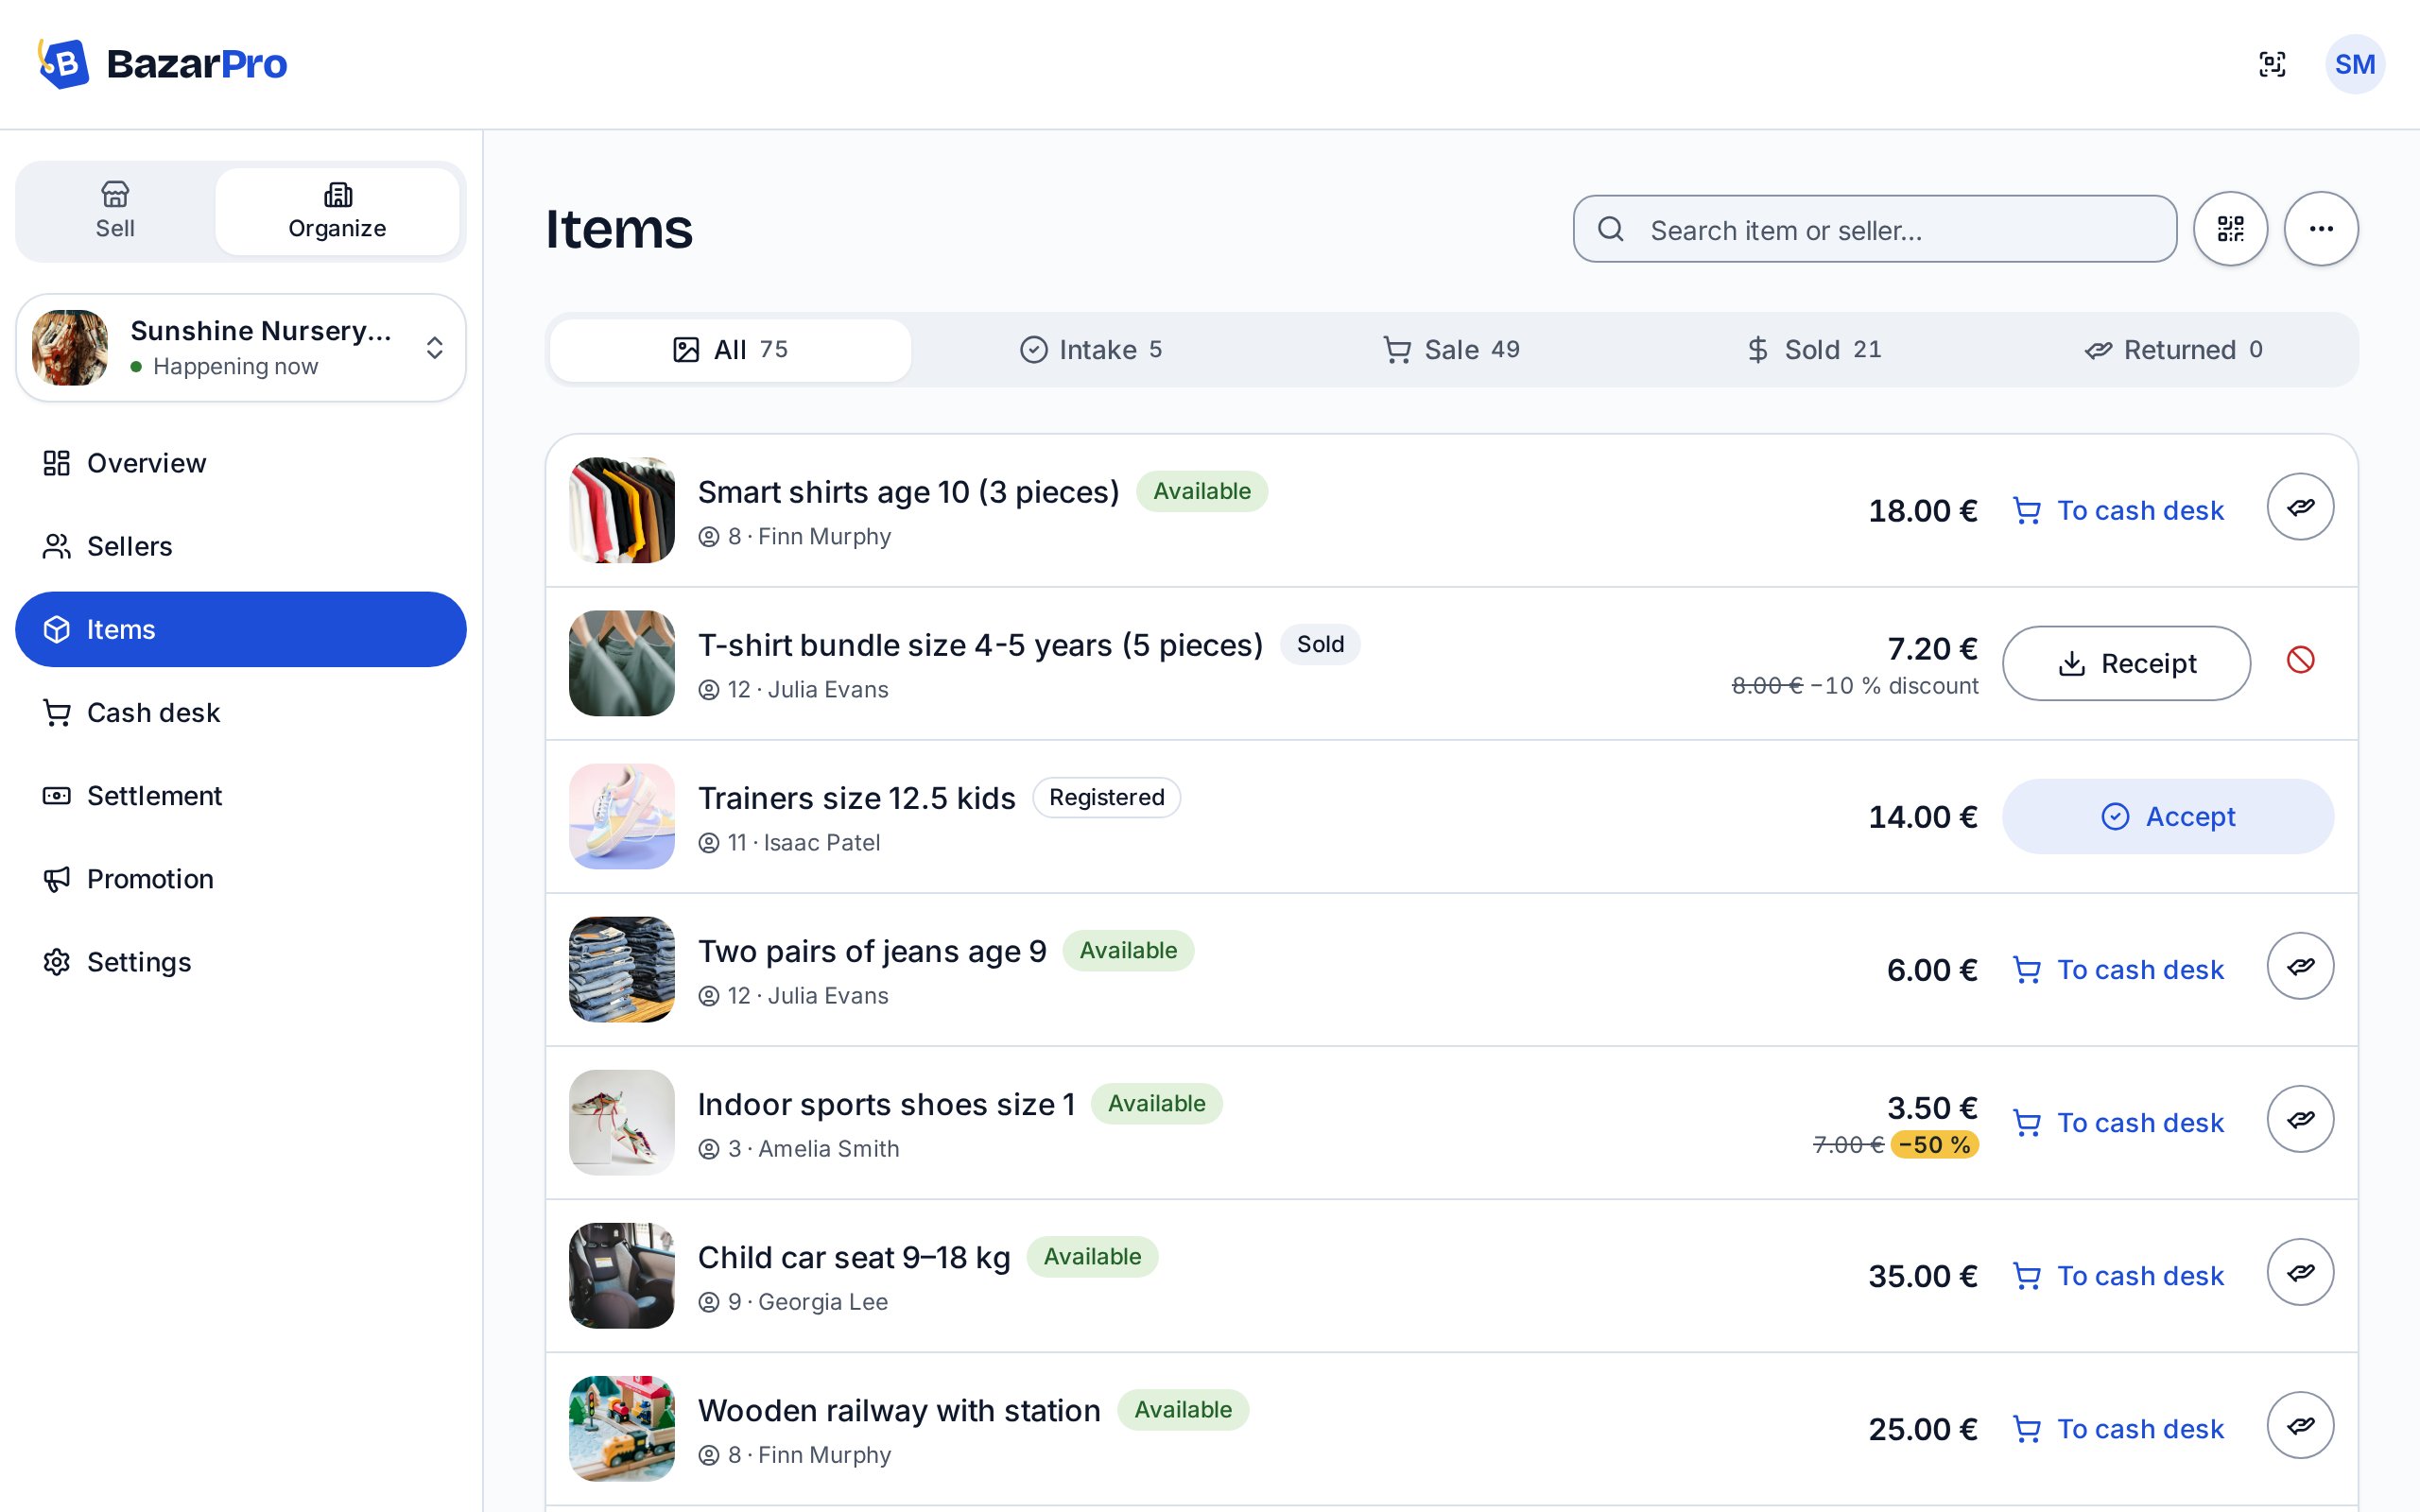 B BazarPro
SM
Sell
Organize
Sunshine Nursery...
Happening now
Overview
Sellers
Items
Cash desk
Settlement
Promotion
Settings
Items
Search item or seller...
All 75
Intake 5
Sale 49
Sold 21
Returned 0
Smart shirts age 10 (3 pieces) Available
8 · Finn Murphy
18.00 € To cash desk
T-shirt bundle size 4-5 years (5 pieces) Sold
12 · Julia Evans
7.20 €
8.00 € −10 % discount
Receipt
Trainers size 12.5 kids Registered
11 · Isaac Patel
14.00 € Accept
Two pairs of jeans age 9 Available
12 · Julia Evans
6.00 € To cash desk
Indoor sports shoes size 1 Available
3 · Amelia Smith
3.50 €
7.00 € −50 %
To cash desk
Child car seat 9–18 kg Available
9 · Georgia Lee
35.00 € To cash desk
Wooden railway with station Available
8 · Finn Murphy
25.00 € To cash desk